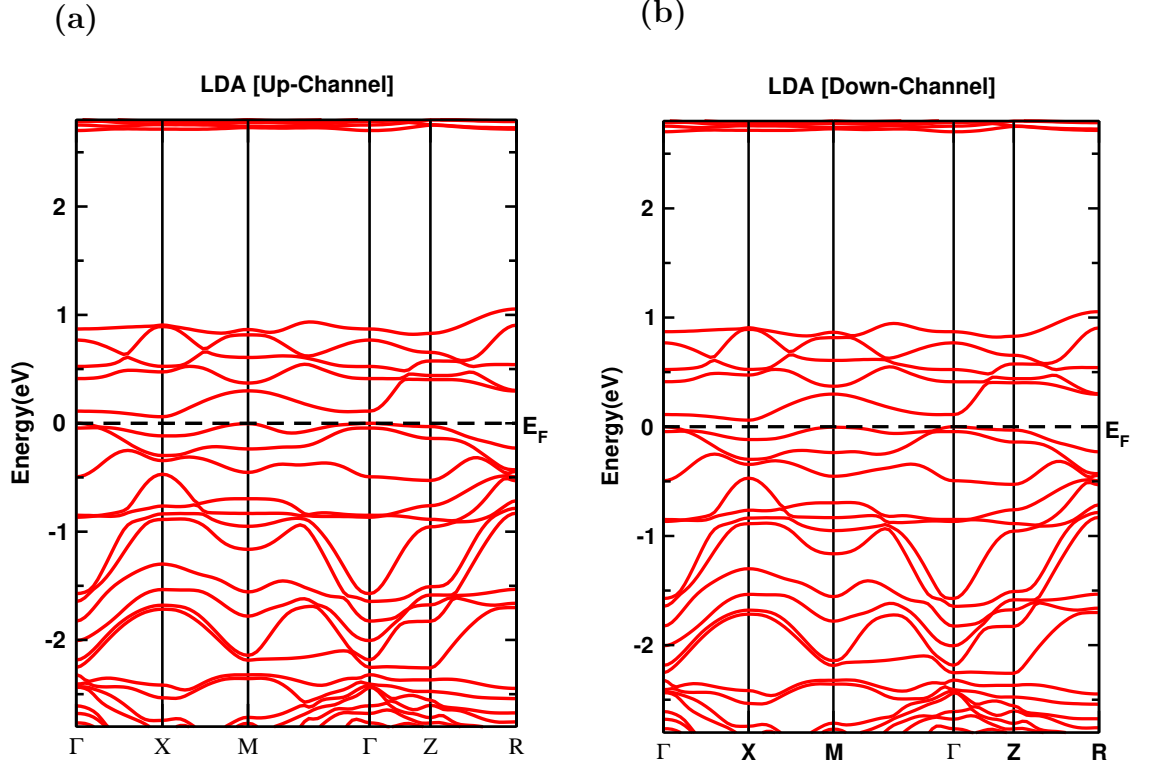 (a)
LDA [Up-Channel]
Energy(eV)
2
1
0
-1
-2
E_F
Γ X M Γ Z R
(b)
LDA [Down-Channel]
Energy(eV)
2
1
0
-1
-2
E_F
Γ X M Γ Z R